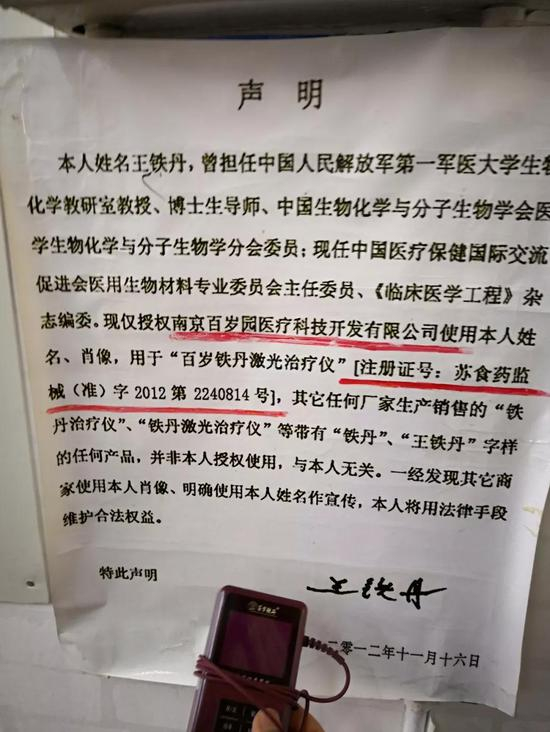 声 明
本人姓名王铁丹，曾担任中国人民解放军第一军医大学生物
化学教研室教授、博士生导师、中国生物化学与分子生物学会医
学生物化学与分子生物学分会委员；现任中国医疗保健国际交流
促进会医用生物材料专业委员会主任委员、《临床医学工程》杂
志编委。现仅授权南京百岁园医疗科技开发有限公司使用本人姓
名、肖像，用于“百岁铁丹激光治疗仪”[注册证号：苏食药监
械（准）字 2012 第 2240814 号]，其它任何厂家生产销售的“铁
丹治疗仪”、“铁丹激光治疗仪”等带有“铁丹”、“王铁丹”字样
的任何产品，并非本人授权使用，与本人无关。一经发现其它商
家使用本人肖像、明确使用本人姓名作宣传，本人将用法律手段
维护合法权益。
特此声明
王铁丹
二零一二年十一月十六日